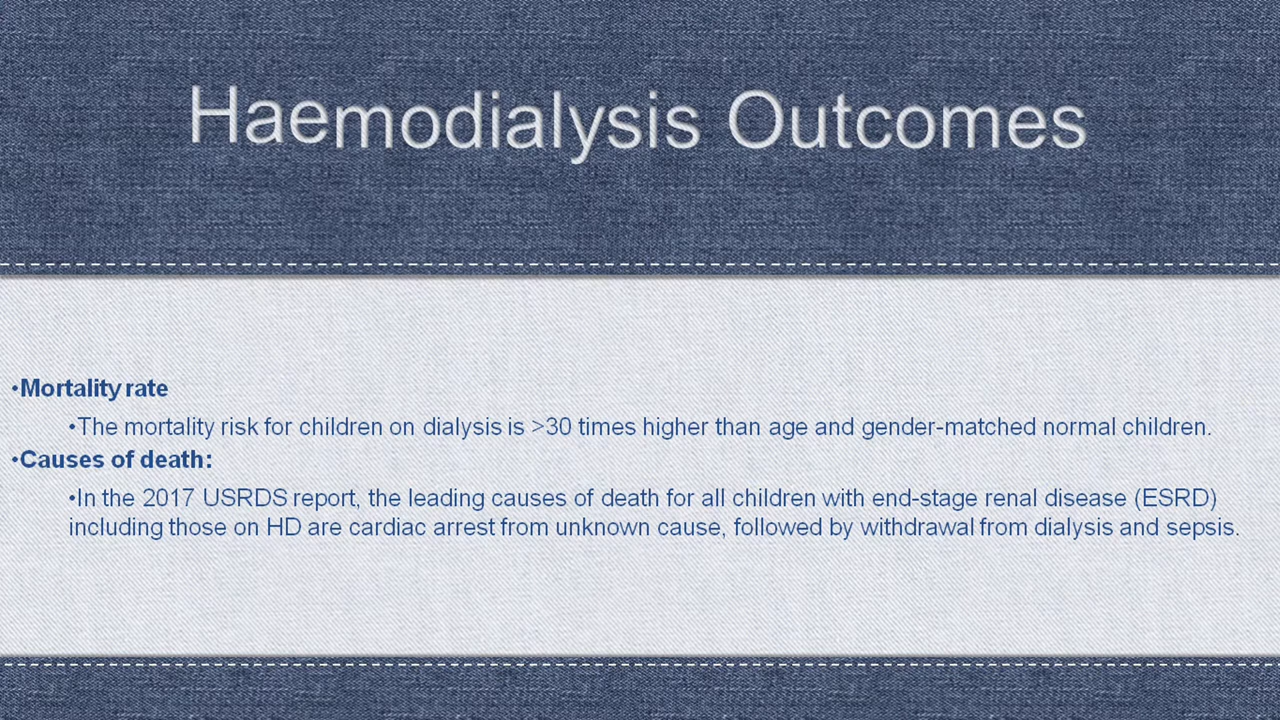 Haemodialysis Outcomes
•Mortality rate
•The mortality risk for children on dialysis is >30 times higher than age and gender-matched normal children.
•Causes of death:
•In the 2017 USRDS report, the leading causes of death for all children with end-stage renal disease (ESRD)
including those on HD are cardiac arrest from unknown cause, followed by withdrawal from dialysis and sepsis.